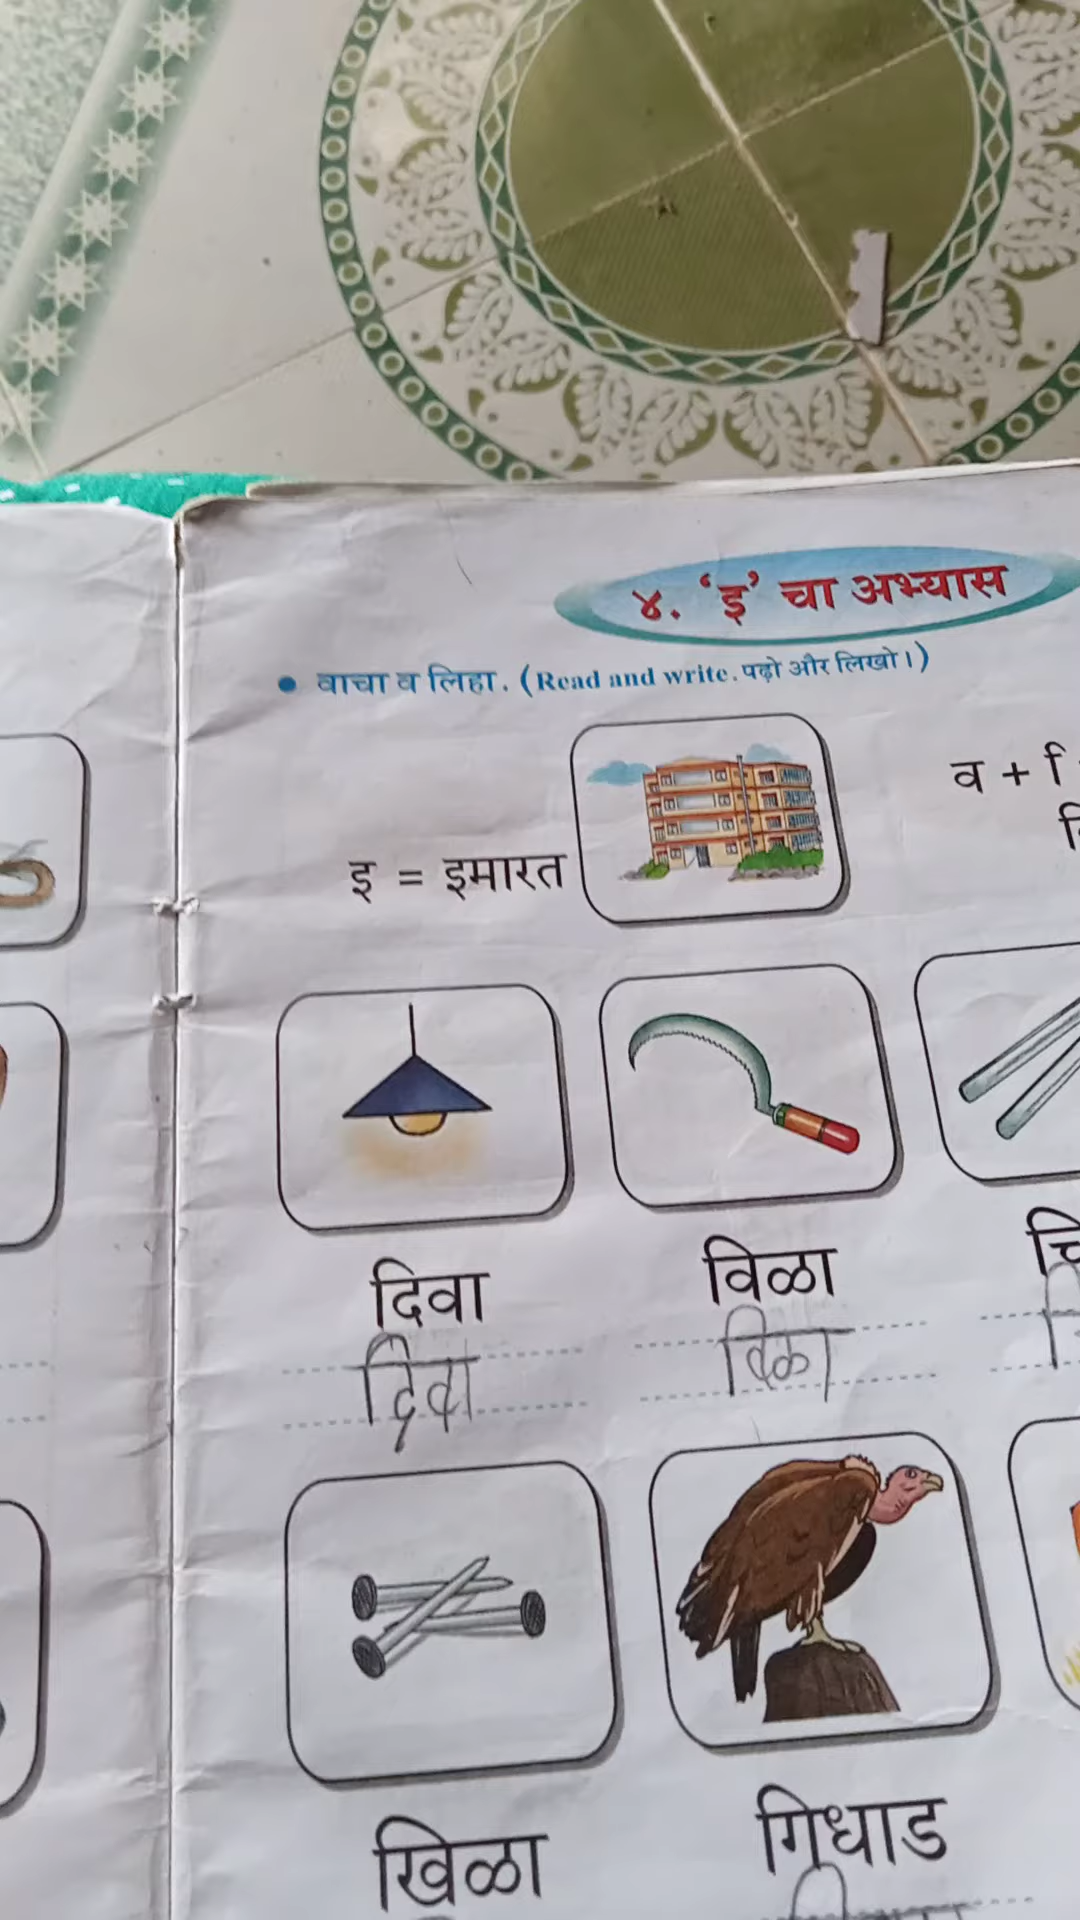 ४. ‘इ’ चा अभ्यास
• वाचा व लिहा. (Read and write. पढ़ो और लिखो।)
व + ि
इ = इमारत
दिवा विळा
दिवा विळा
खिळा गिधाड